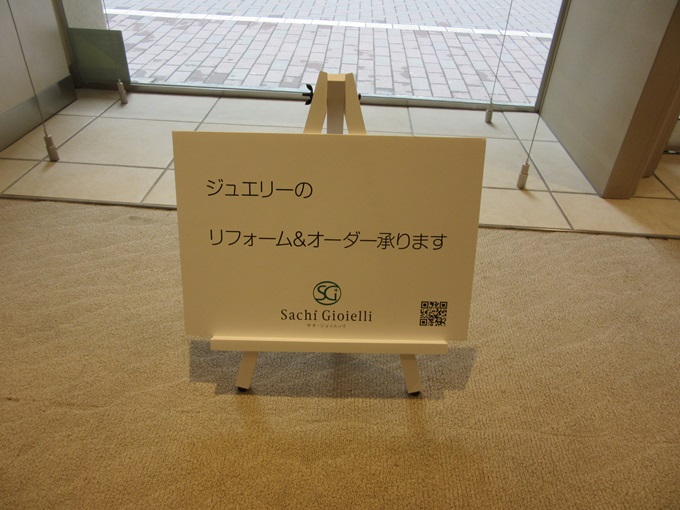 ジュエリーの
リフォーム&オーダー承ります
SG
Sachi Gioielli
サチ・ジョイエッリ